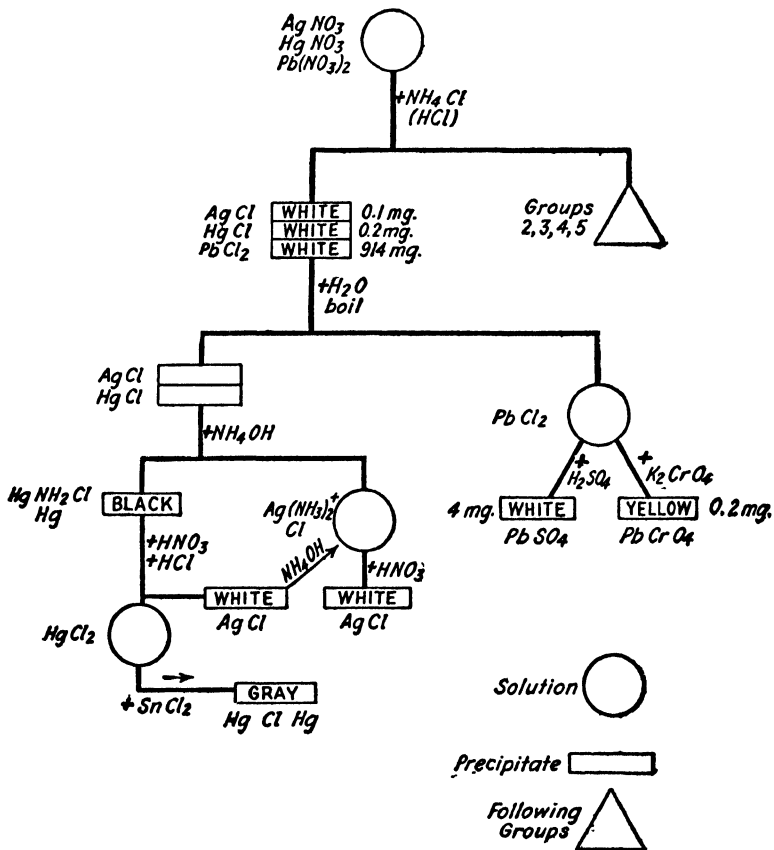 Ag NO3
Hg NO3
Pb(NO3)2
+NH4 Cl
(HCl)
Ag Cl WHITE 0.1 mg.
Hg Cl WHITE 0.2 mg.
Pb Cl2 WHITE 914 mg.
Groups
2, 3, 4, 5
+H2O
boil
Ag Cl
Hg Cl
Pb Cl2
+NH4OH
+H2SO4
+K2CrO4
Hg NH2 Cl
Hg
BLACK
Ag(NH3)2+
Cl
4 mg. WHITE
YELLOW 0.2 mg.
Pb SO4
Pb CrO4
+HNO3
+HCl
NH4OH
+HNO3
WHITE
WHITE
Ag Cl
Ag Cl
Hg Cl2
+SnCl2
GRAY
Hg Cl Hg
Solution
Precipitate
Following
Groups